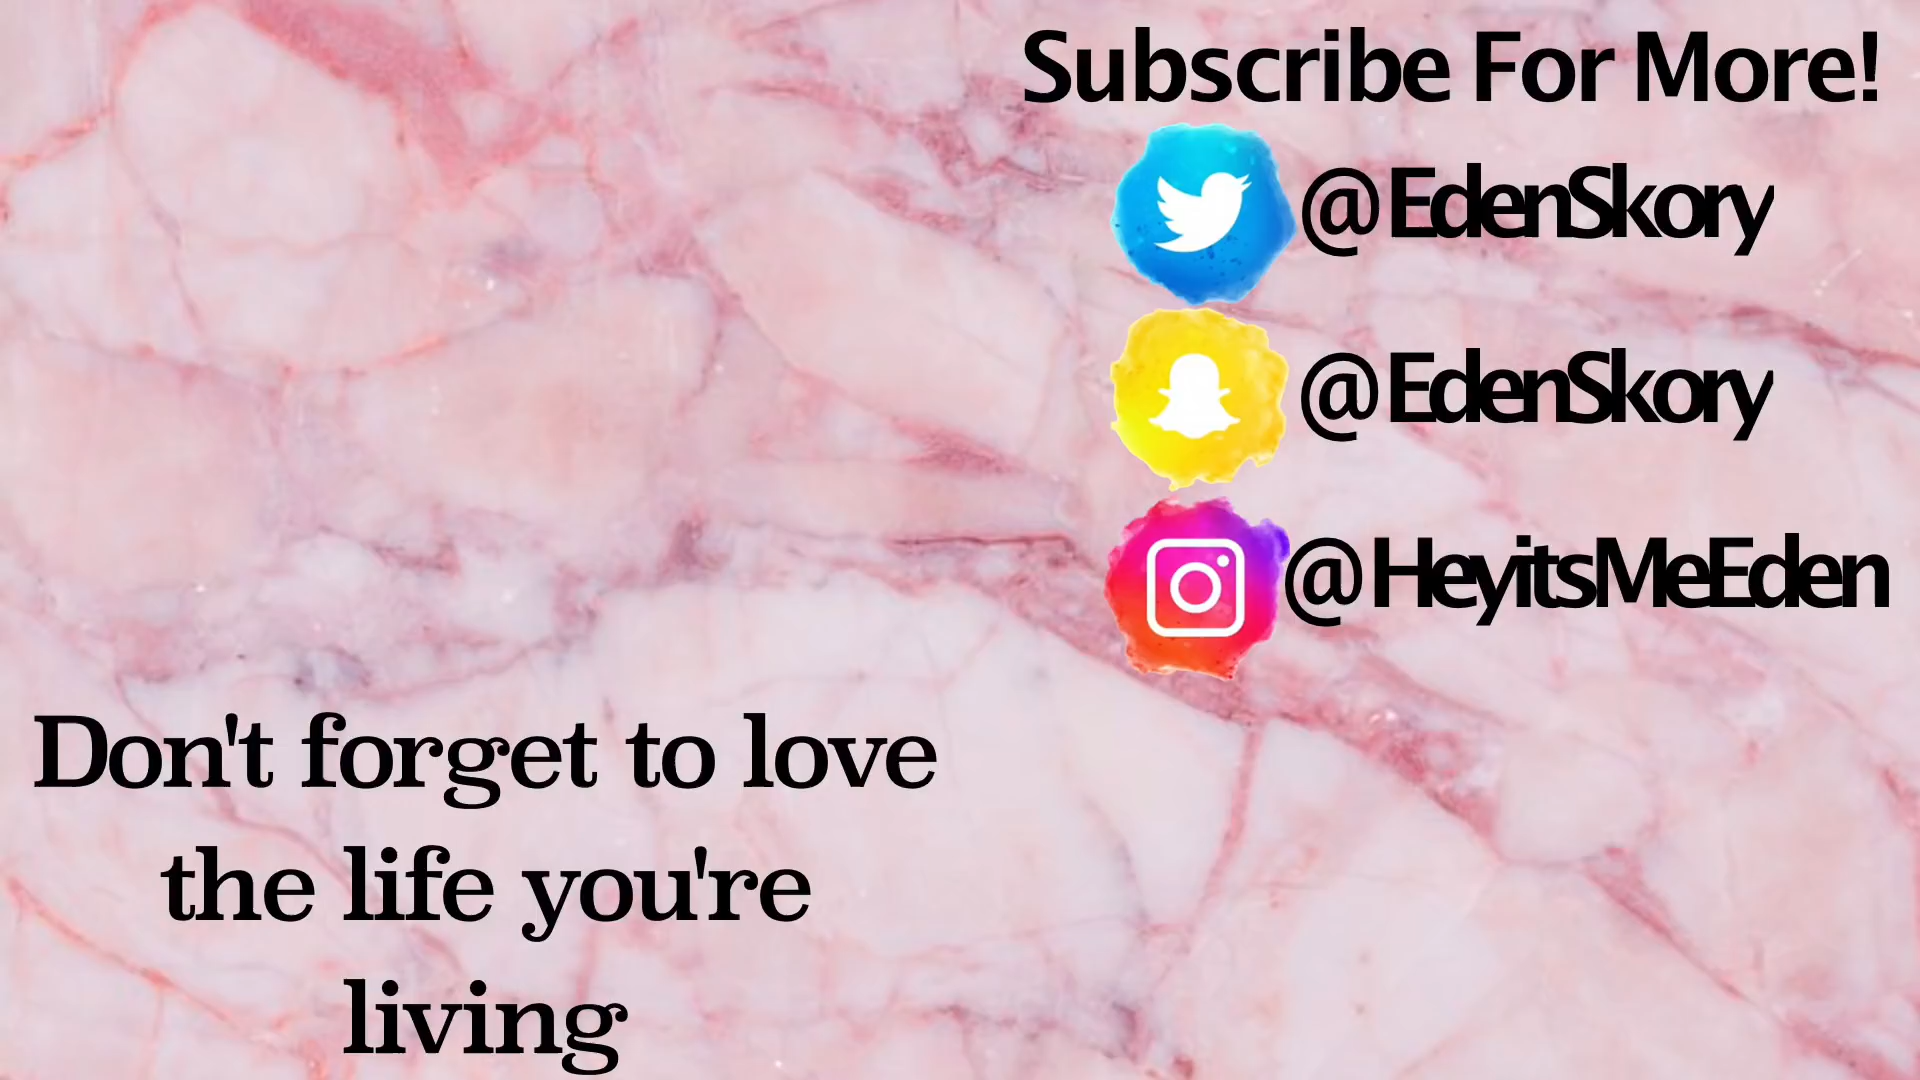 Subscribe For More!
@EdenSkory
@EdenSkory
@HeyitsMeEden
Don't forget to love
the life you're
living